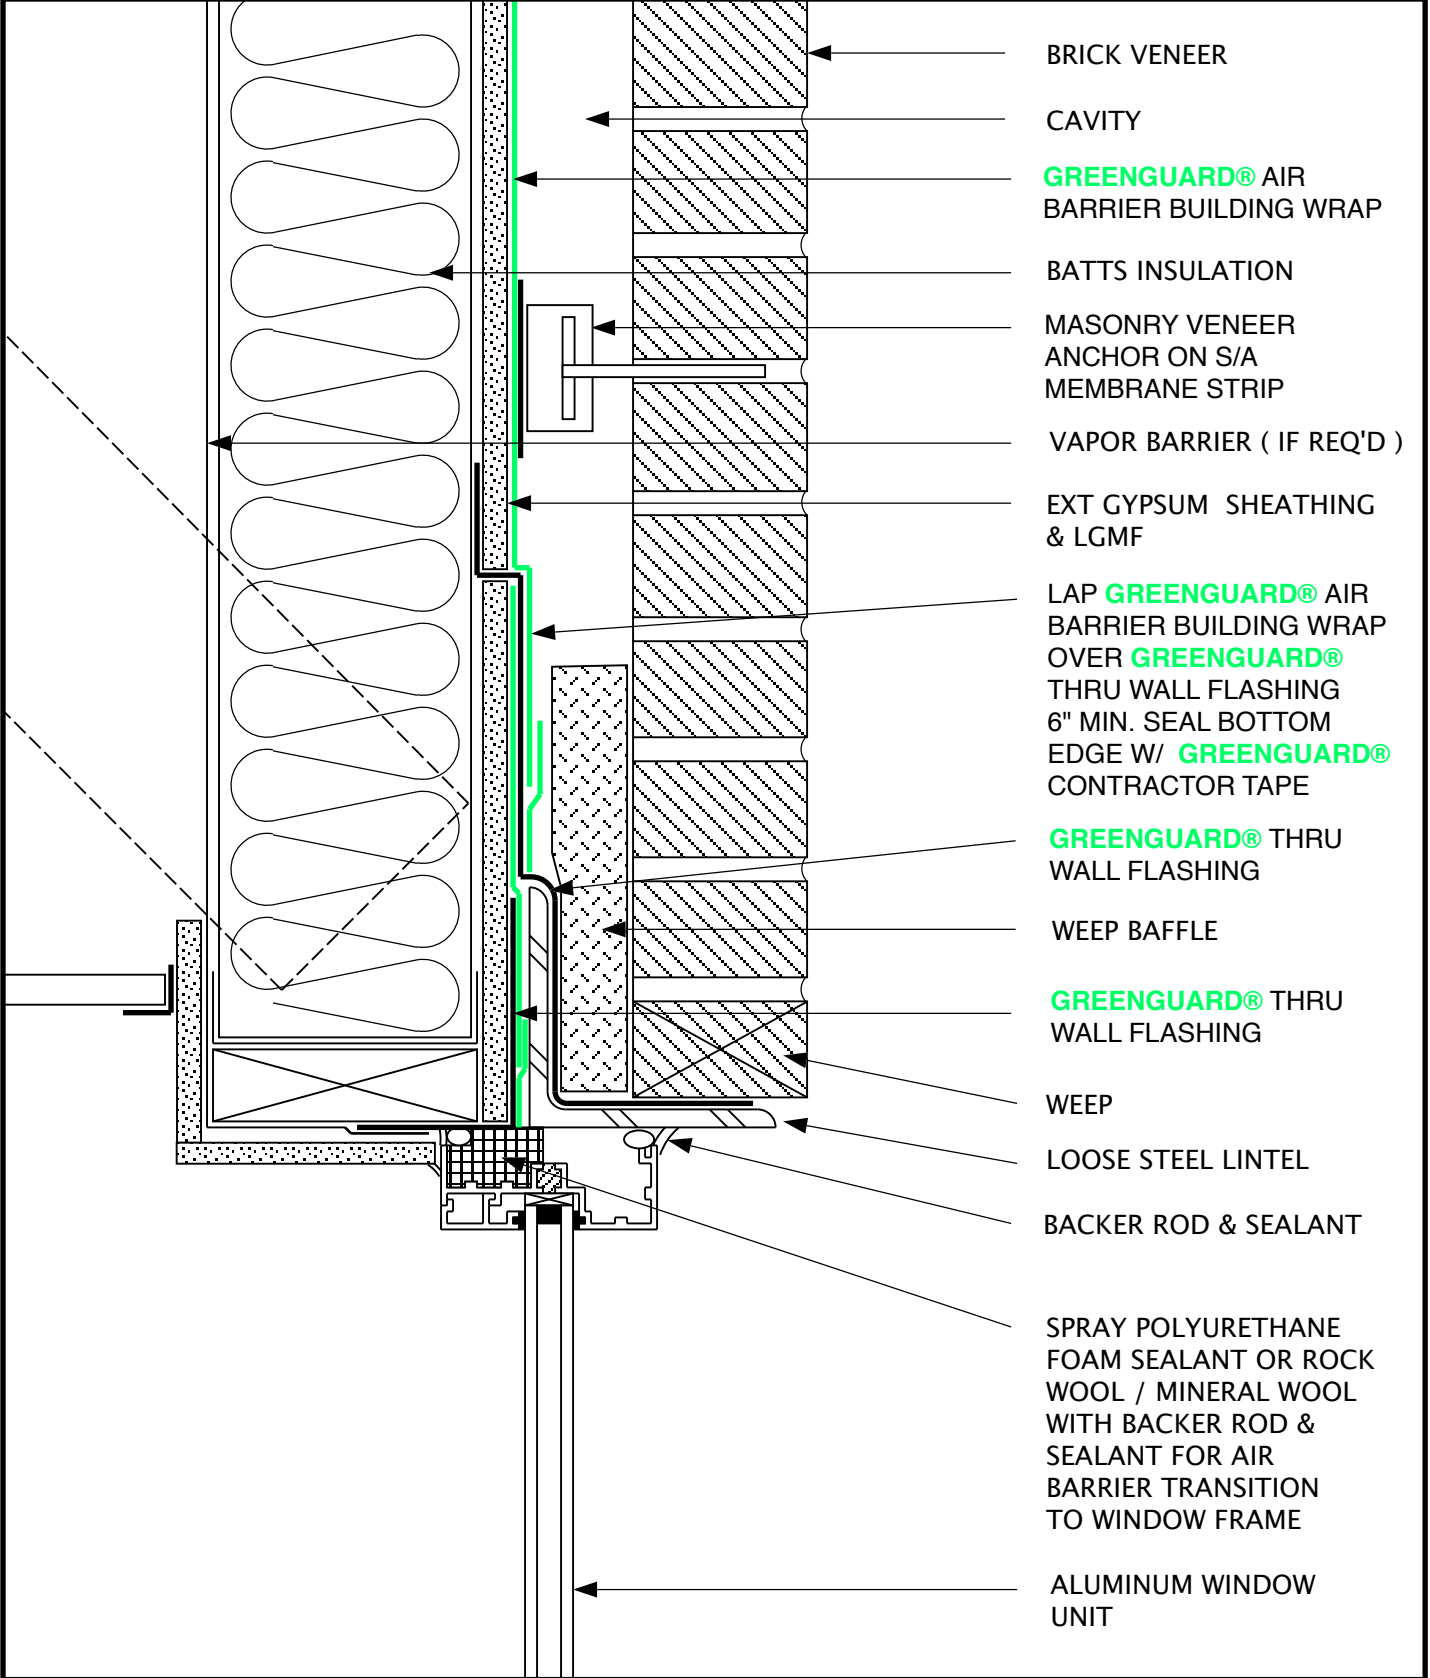 BRICK VENEER
CAVITY
GREENGUARD® AIR
BARRIER BUILDING WRAP
BATTS INSULATION
MASONRY VENEER
ANCHOR ON S/A
MEMBRANE STRIP
VAPOR BARRIER ( IF REQ'D )
EXT GYPSUM SHEATHING
& LGMF
LAP GREENGUARD® AIR
BARRIER BUILDING WRAP
OVER GREENGUARD®
THRU WALL FLASHING
6" MIN. SEAL BOTTOM
EDGE W/ GREENGUARD®
CONTRACTOR TAPE
GREENGUARD® THRU
WALL FLASHING
WEEP BAFFLE
GREENGUARD® THRU
WALL FLASHING
WEEP
LOOSE STEEL LINTEL
BACKER ROD & SEALANT
SPRAY POLYURETHANE
FOAM SEALANT OR ROCK
WOOL / MINERAL WOOL
WITH BACKER ROD &
SEALANT FOR AIR
BARRIER TRANSITION
TO WINDOW FRAME
ALUMINUM WINDOW
UNIT